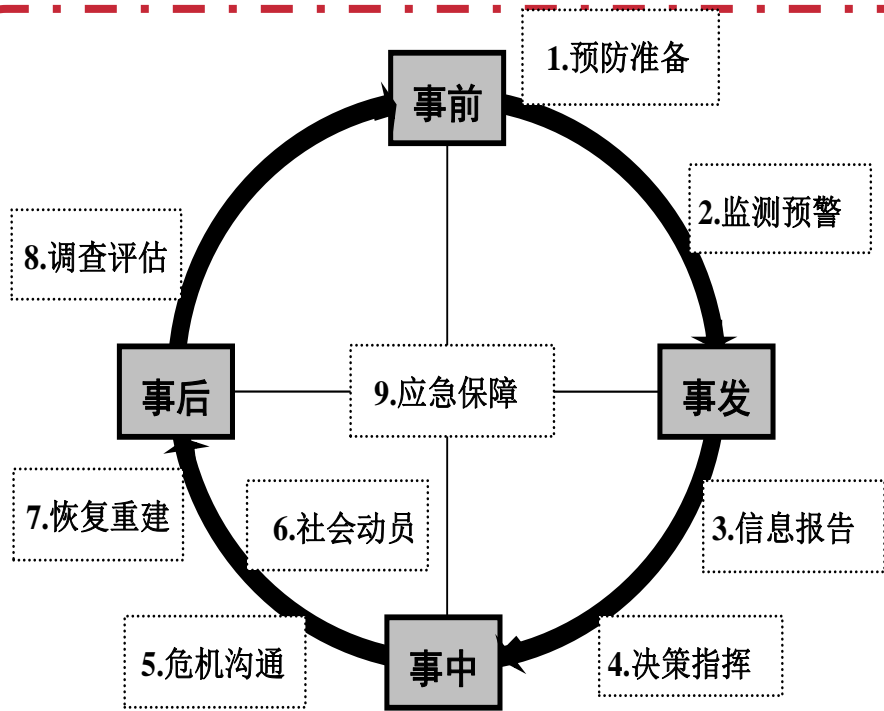 1.预防准备
事前
2.监测预警
8.调查评估
事后
9.应急保障
事发
7.恢复重建
6.社会动员
3.信息报告
5.危机沟通
事中
4.决策指挥